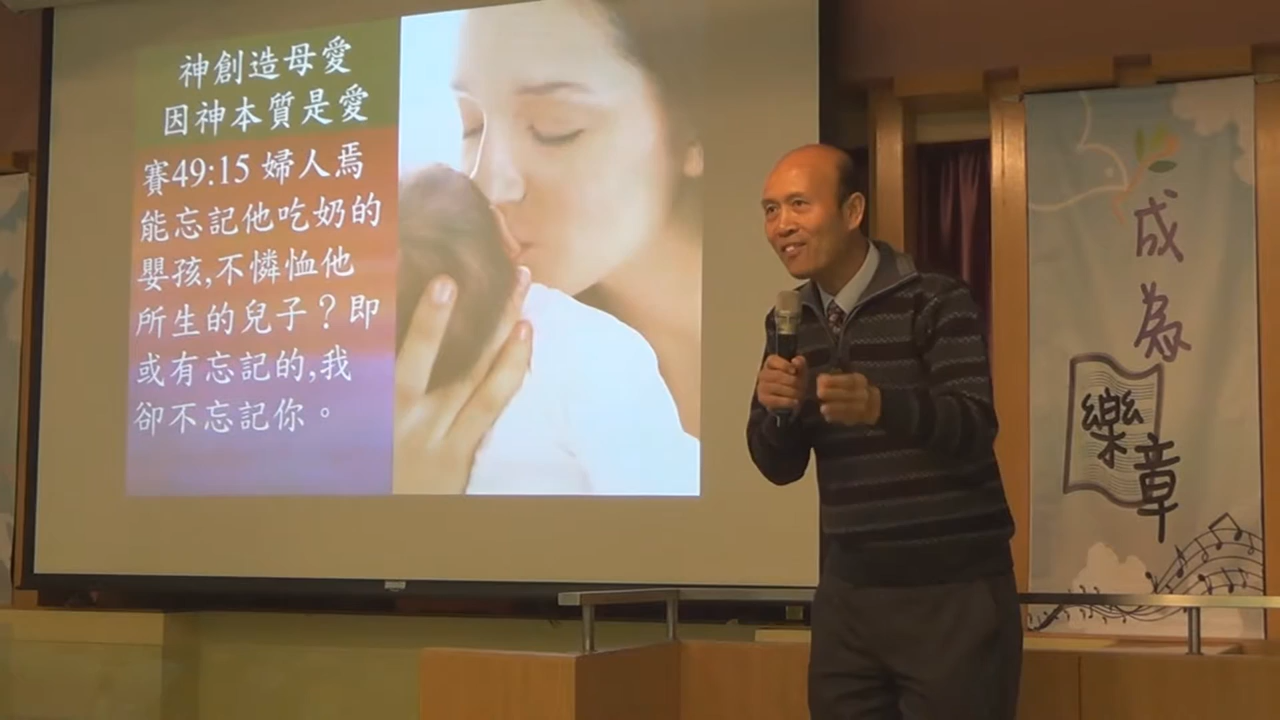 神創造母愛
因神本質是愛
賽49:15 婦人焉
能忘記他吃奶的
嬰孩,不憐恤他
所生的兒子？即
或有忘記的,我
卻不忘記你。
成為
樂章